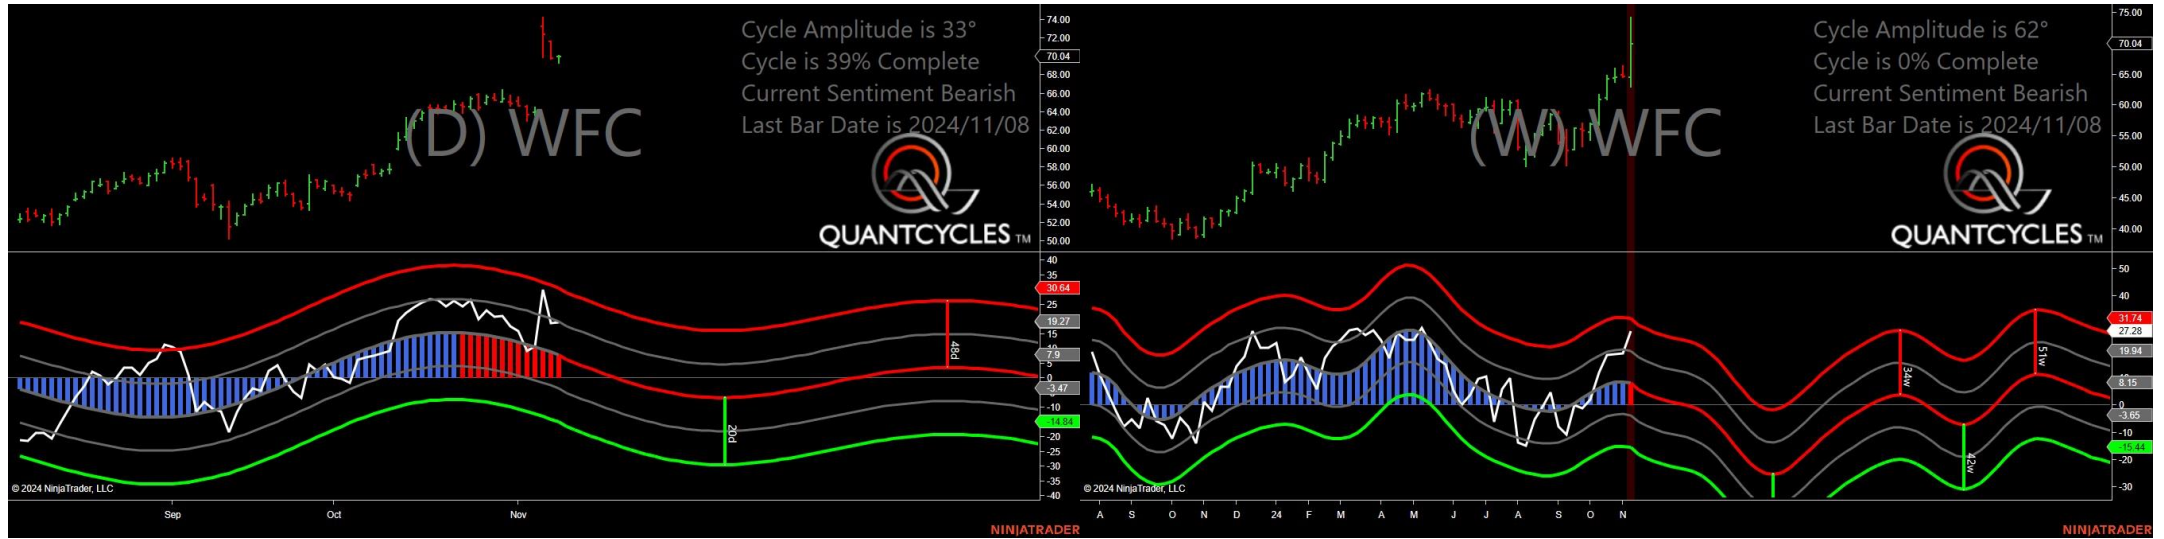 Cycle Amplitude is 33°
Cycle is 39% Complete
Current Sentiment Bearish
Last Bar Date is 2024/11/08
(D) WFC
QUANTCYCLES TM
74.00
72.00
70.04
68.00
66.00
64.00
62.00
60.00
58.00
56.00
54.00
52.00
50.00
40
35
30.64
25
19.27
15
7.9
5
0
-3.47
-10
-14.84
-20
-25
-30
-35
-40
48d
20d
© 2024 NinjaTrader, LLC
Sep Oct Nov
NINJATRADER
Cycle Amplitude is 62°
Cycle is 0% Complete
Current Sentiment Bearish
Last Bar Date is 2024/11/08
(W) WFC
QUANTCYCLES TM
75.00
70.04
65.00
60.00
55.00
50.00
45.00
40.00
50
40
31.74
27.28
19.94
8.15
0
-3.65
-10
-15.44
-20
-30
34w
51w
42w
© 2024 NinjaTrader, LLC
A S O N D 24 F M A M J J A S O N
NINJATRADER